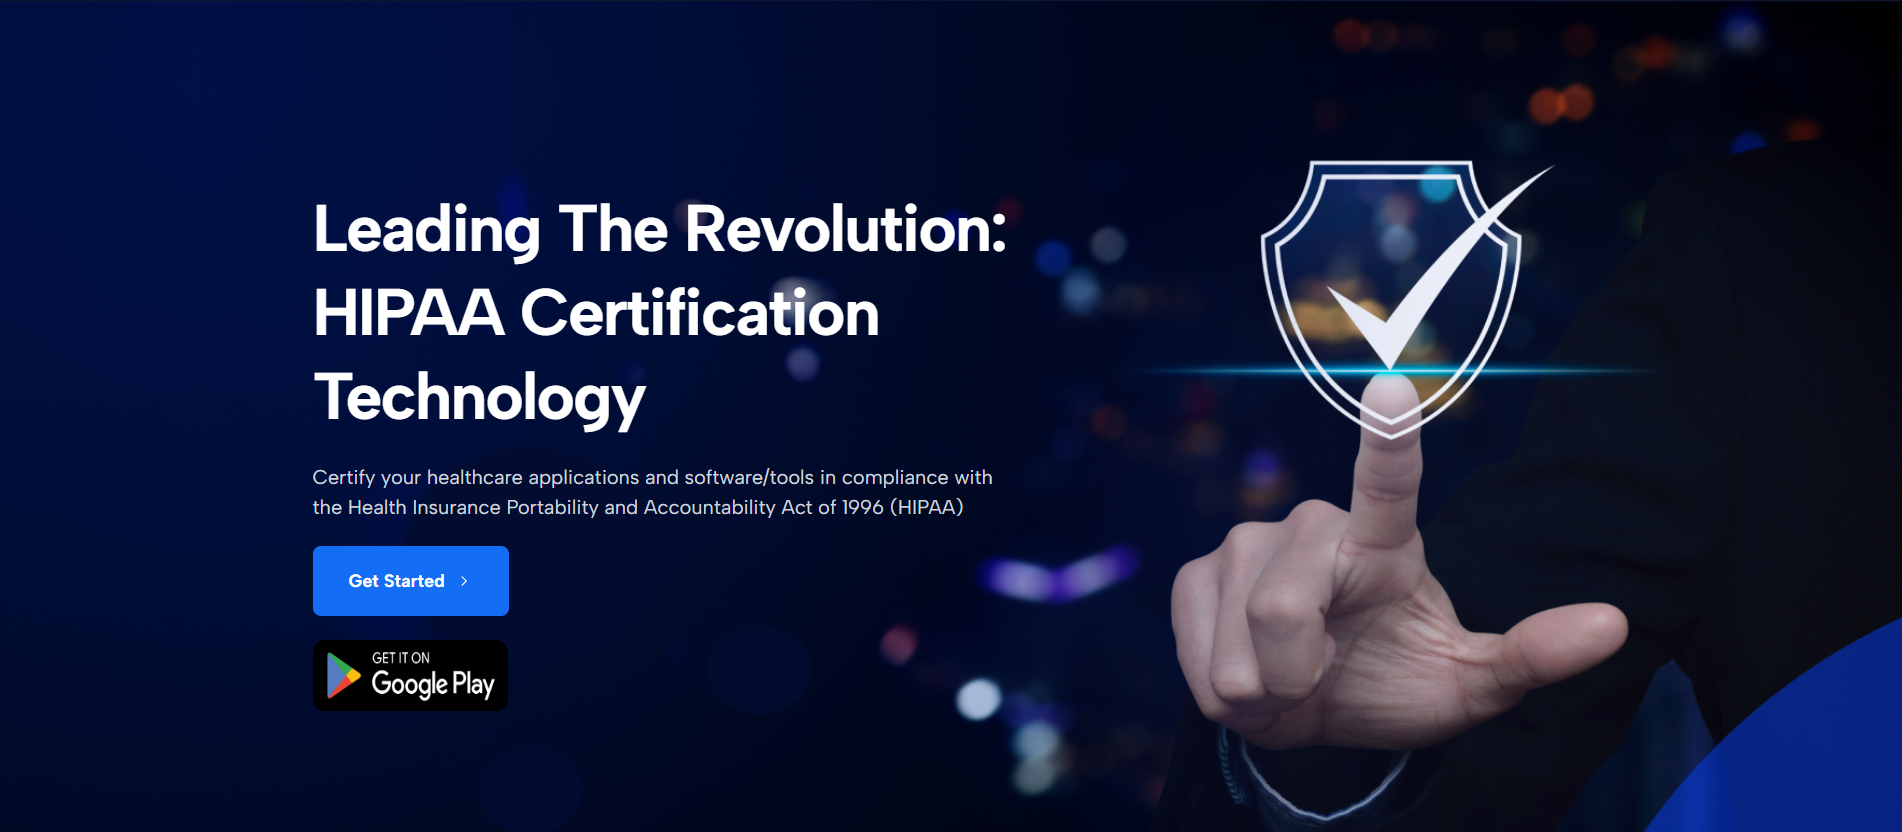 Leading The Revolution:
HIPAA Certification
Technology
Certify your healthcare applications and software/tools in compliance with
the Health Insurance Portability and Accountability Act of 1996 (HIPAA)
Get Started
GET IT ON
Google Play